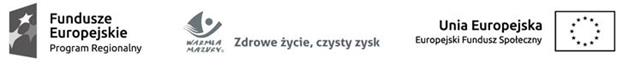 Fundusze
Europejskie
Program Regionalny
WARMIA
MAZURY
Zdrowe życie, czysty zysk
Unia Europejska
Europejski Fundusz Społeczny